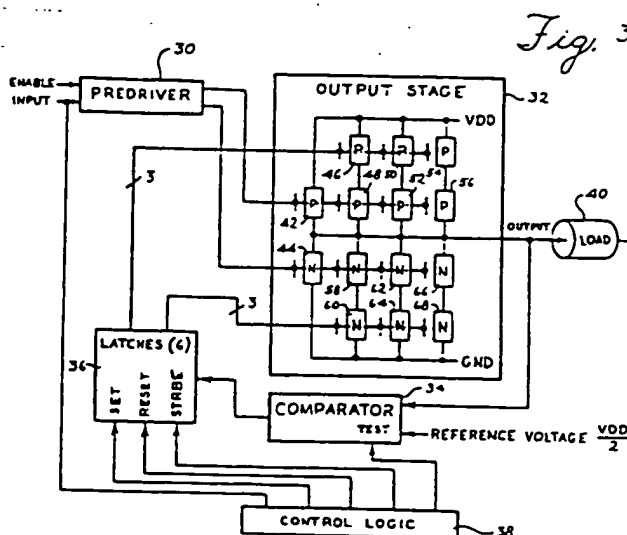 Fig. 3
30
ENABLE
INPUT
PREDRIVER
OUTPUT STAGE
32
VDD
P P P
46 50 54
48 52 56
P P P P
42
OUTPUT
40
LOAD
44
N N N N
58 62 66
60 64 68
N N N
GND
3
3
36
LATCHES (6)
SET
RESET
STRBE
34
COMPARATOR
TEST
REFERENCE VOLTAGE VDD/2
CONTROL LOGIC
38